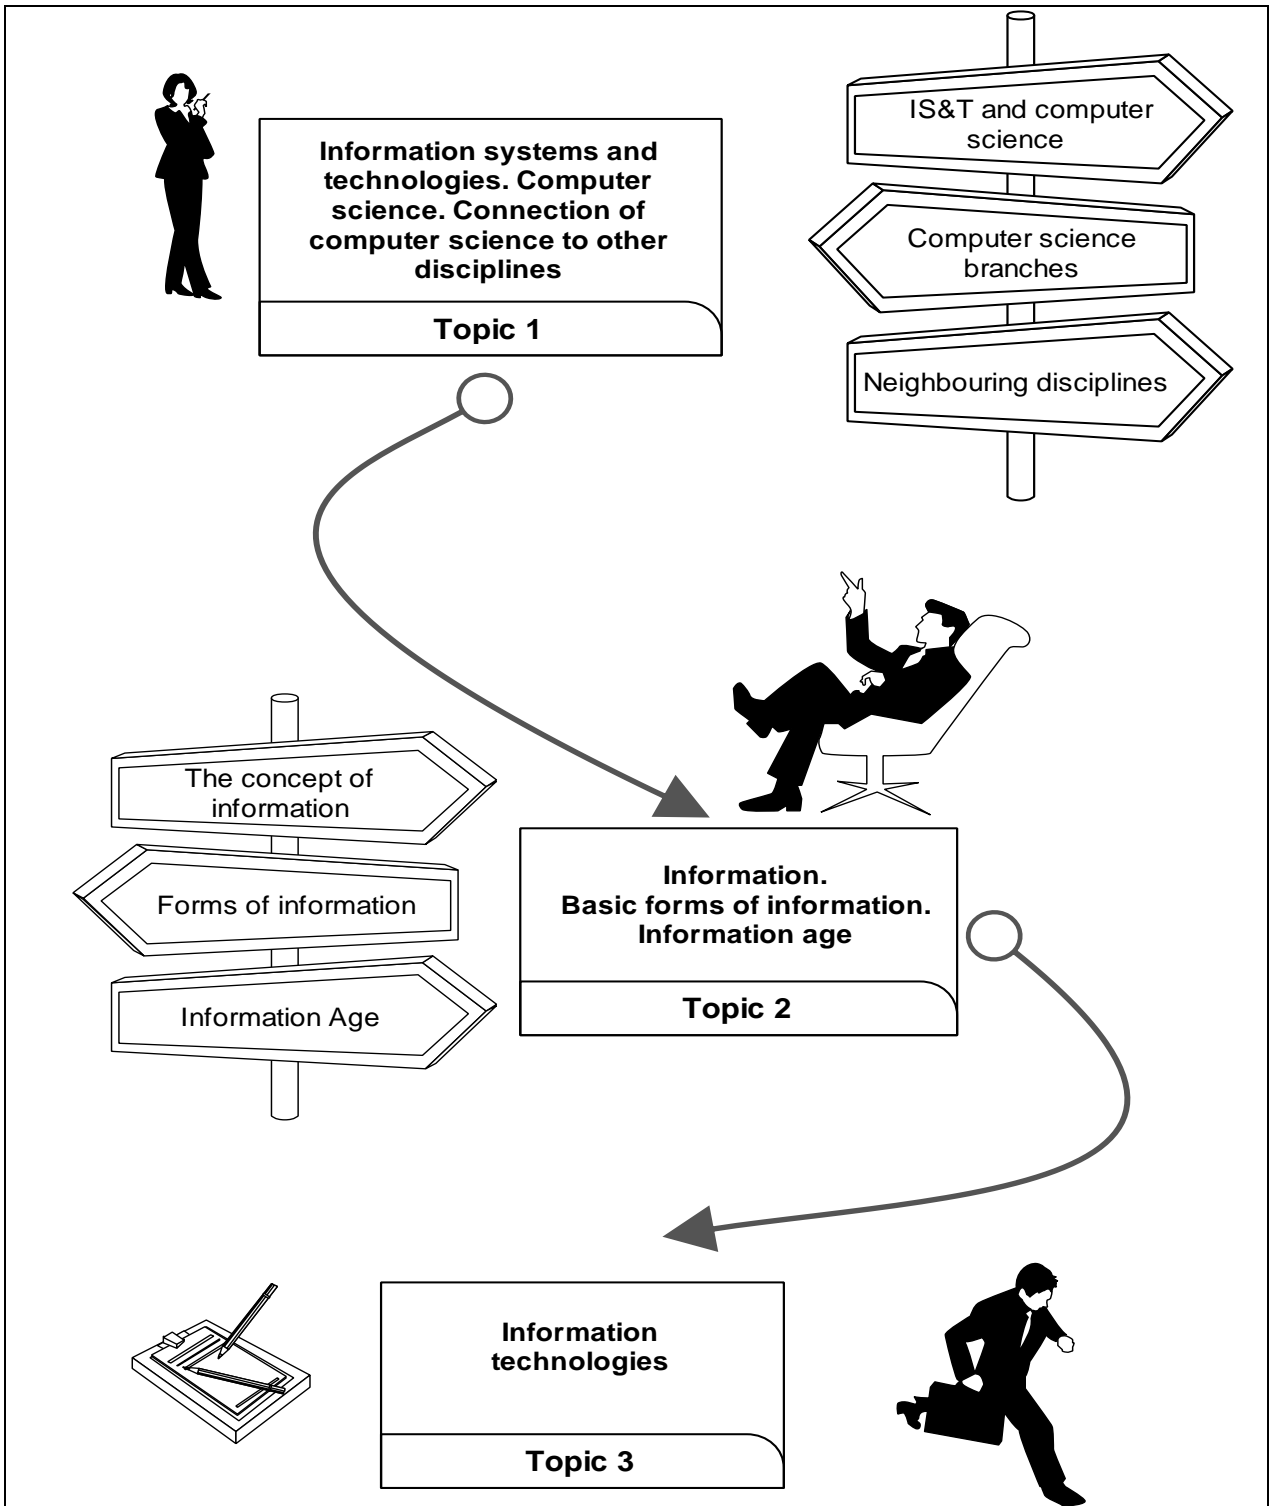 Information systems and
technologies. Computer
science. Connection of
computer science to other
disciplines
Topic 1
IS&T and computer
science
Computer science
branches
Neighbouring disciplines
The concept of
information
Forms of information
Information Age
Information.
Basic forms of information.
Information age
Topic 2
Information
technologies
Topic 3